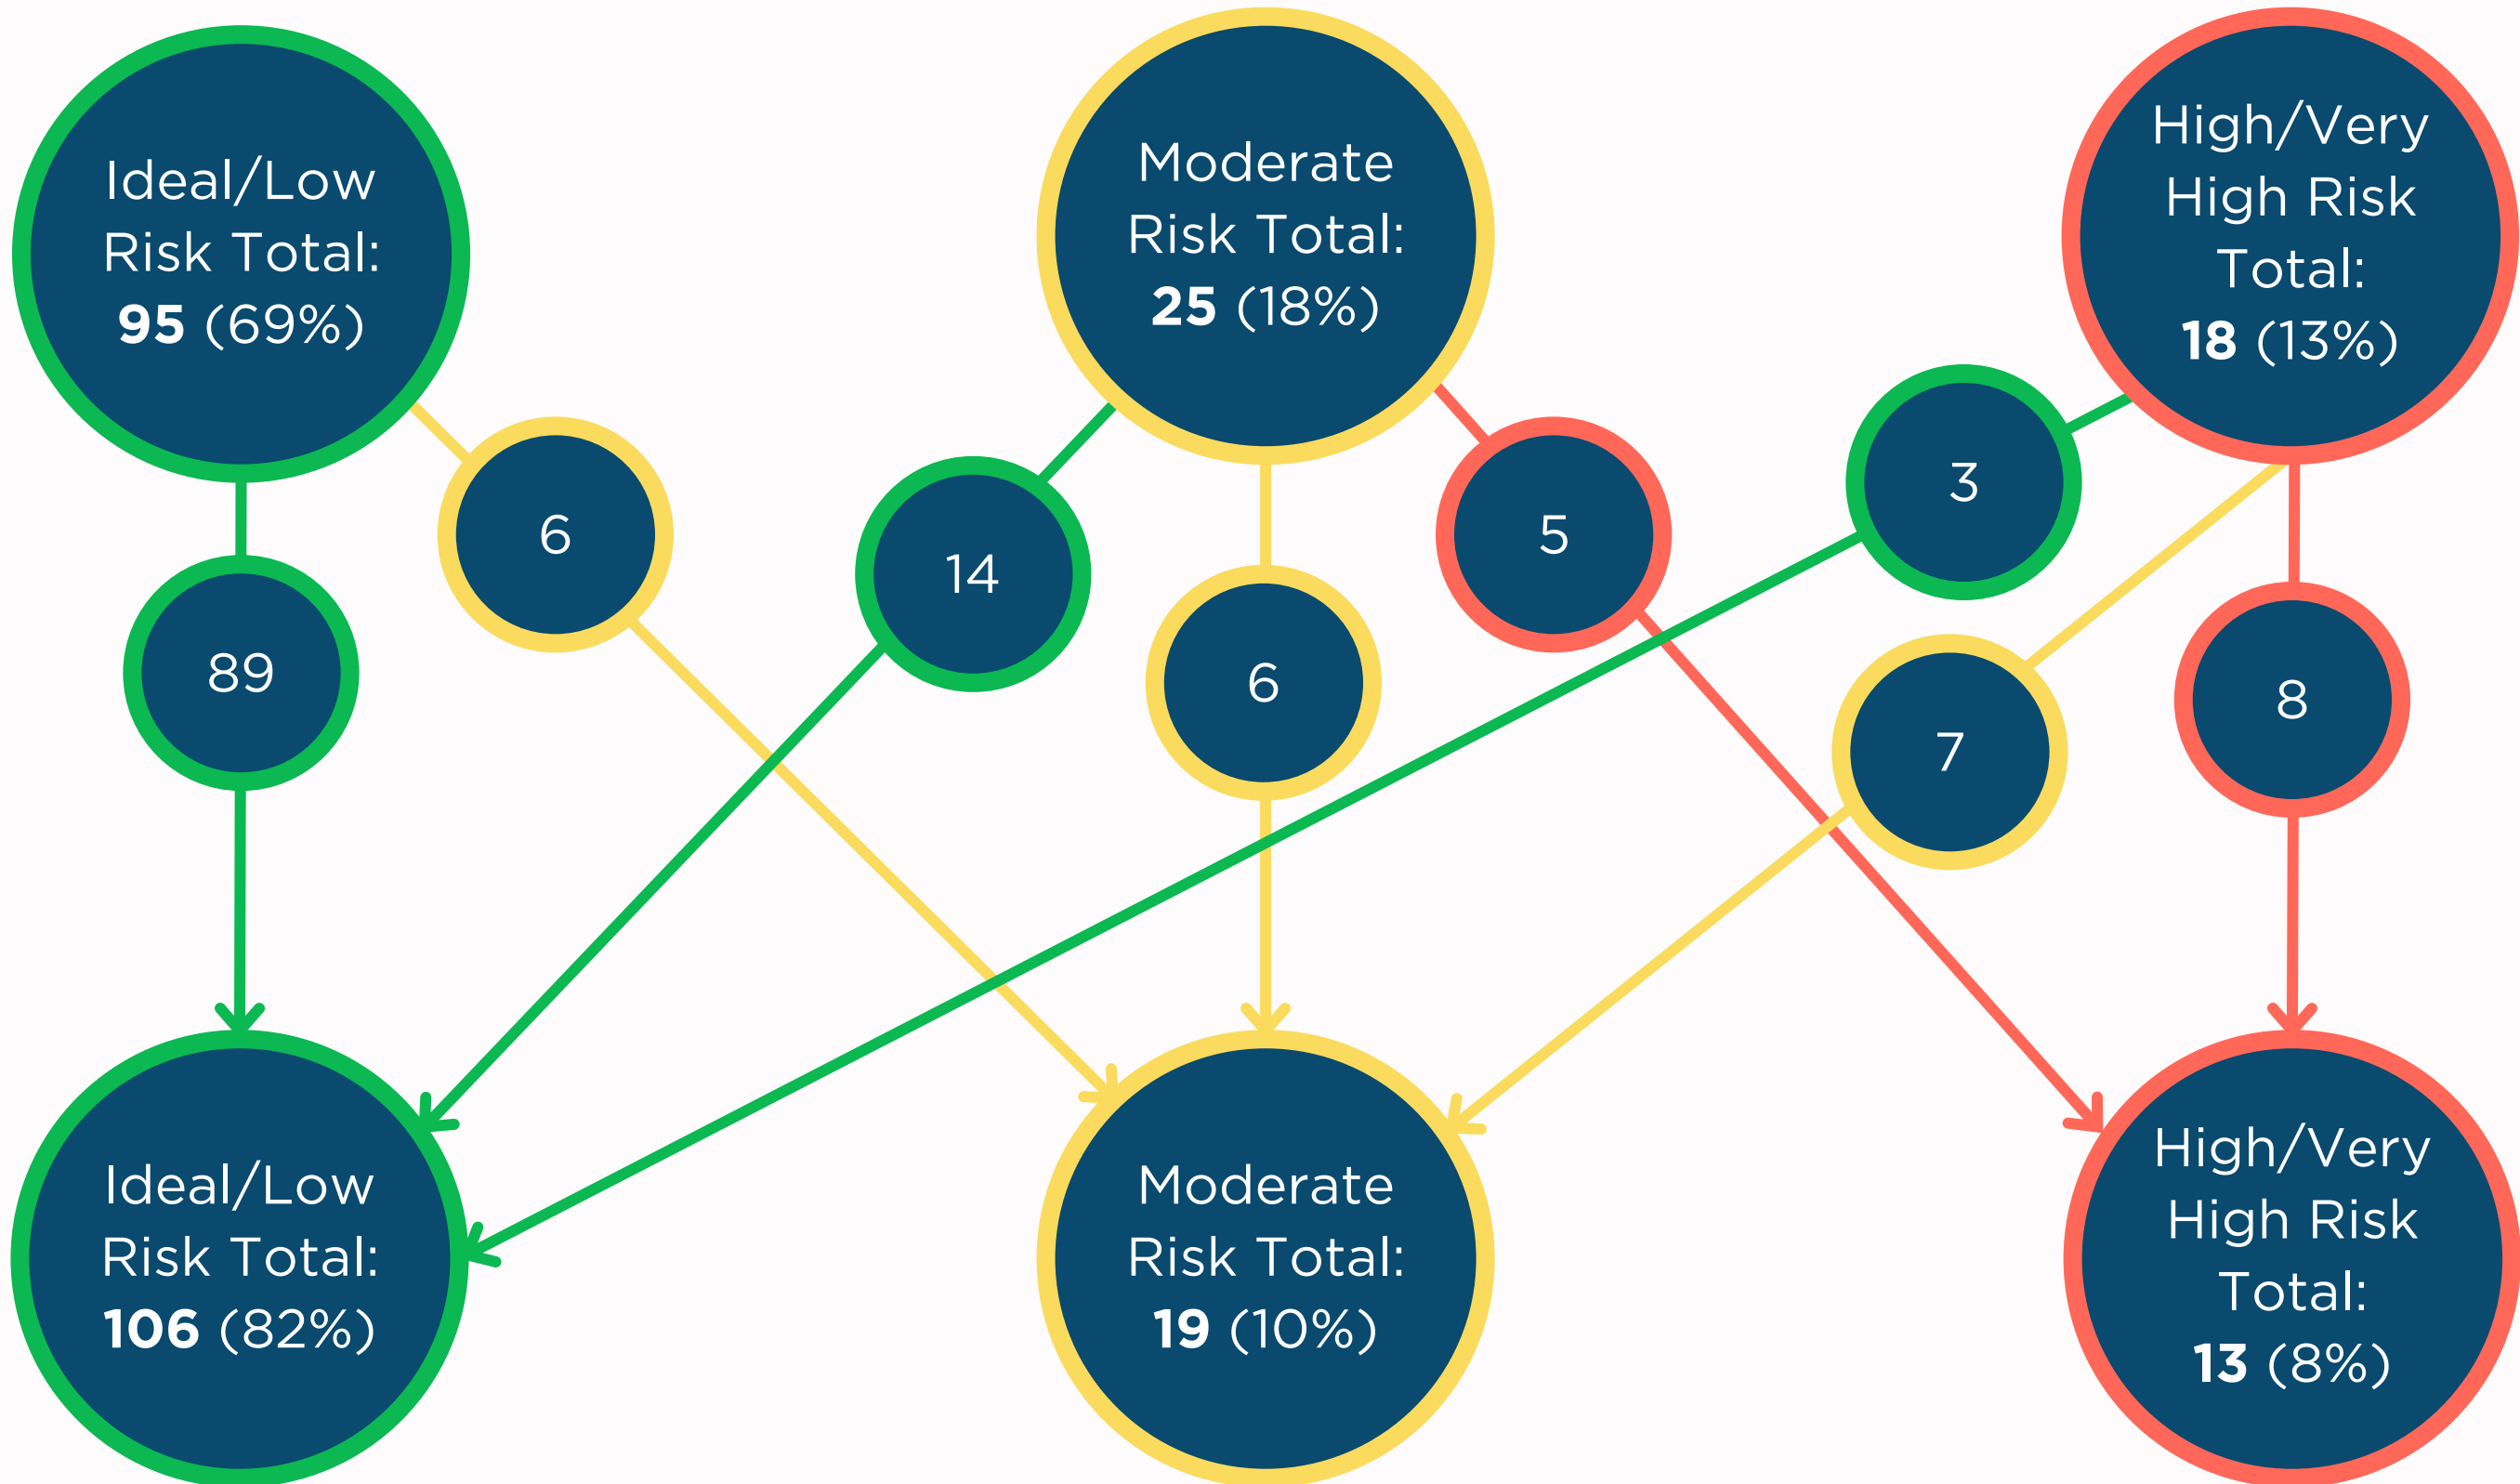 Ideal/Low
Risk Total:
95 (69%)
Moderate
Risk Total:
25 (18%)
High/Very
High Risk
Total:
18 (13%)
89
6
14
6
5
3
7
8
Ideal/Low
Risk Total:
106 (82%)
Moderate
Risk Total:
19 (10%)
High/Very
High Risk
Total:
13 (8%)